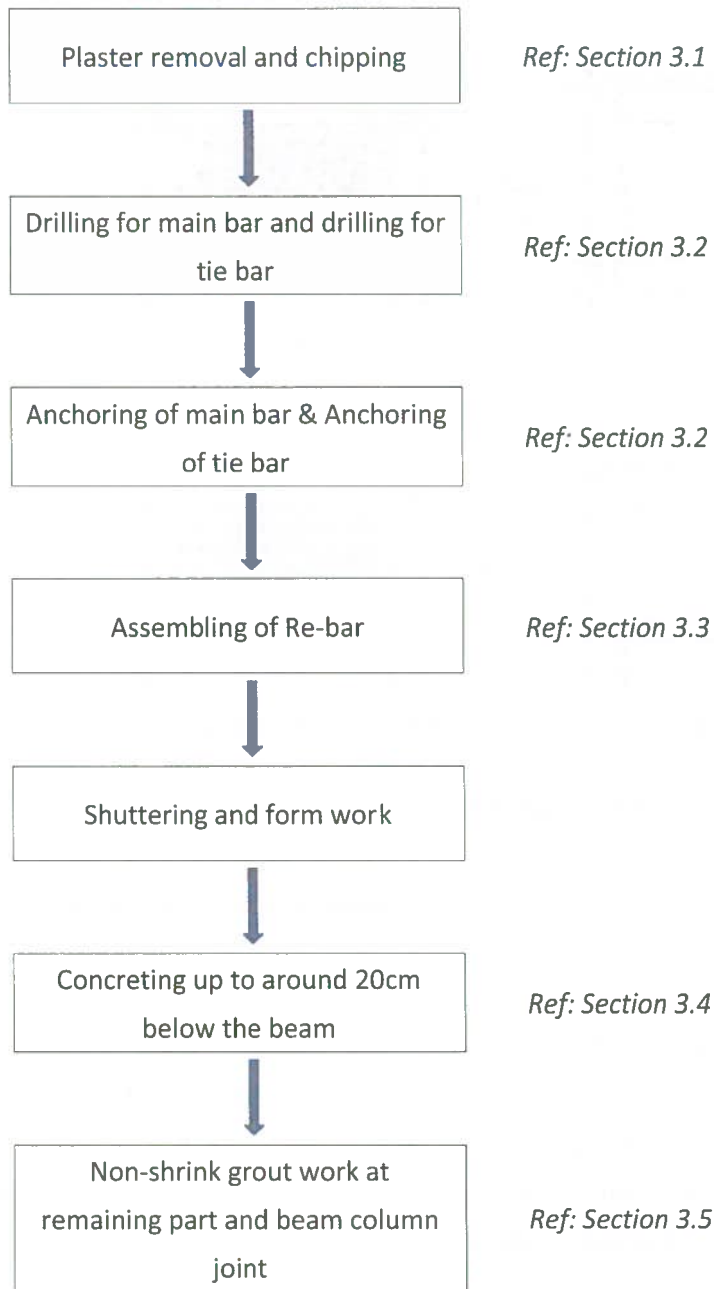 Plaster removal and chipping
Ref: Section 3.1
Drilling for main bar and drilling for
tie bar
Ref: Section 3.2
Anchoring of main bar & Anchoring
of tie bar
Ref: Section 3.2
Assembling of Re-bar
Ref: Section 3.3
Shuttering and form work
Concreting up to around 20cm
below the beam
Ref: Section 3.4
Non-shrink grout work at
remaining part and beam column
joint
Ref: Section 3.5